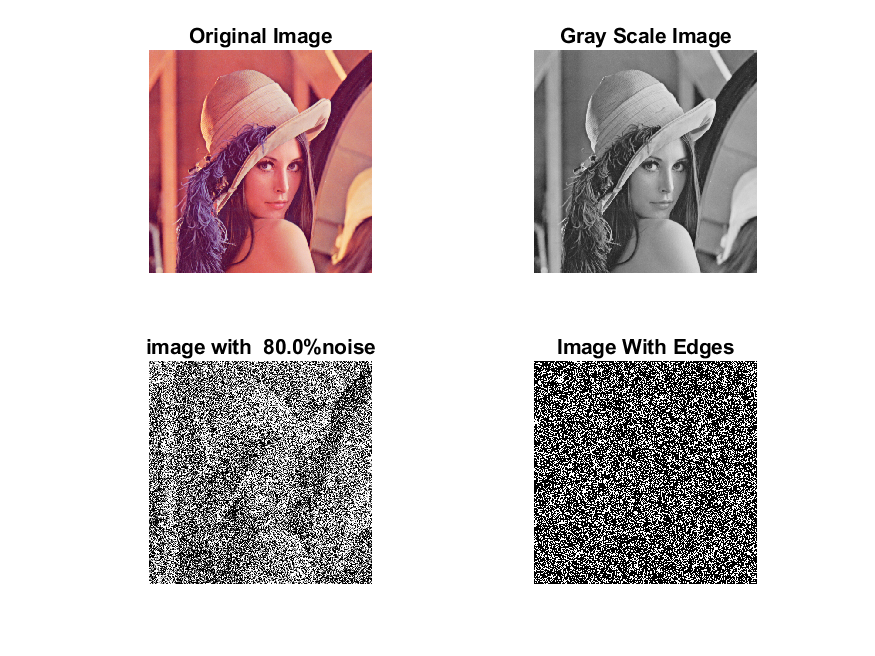 Original Image
Gray Scale Image
image with  80.0%noise
Image With Edges